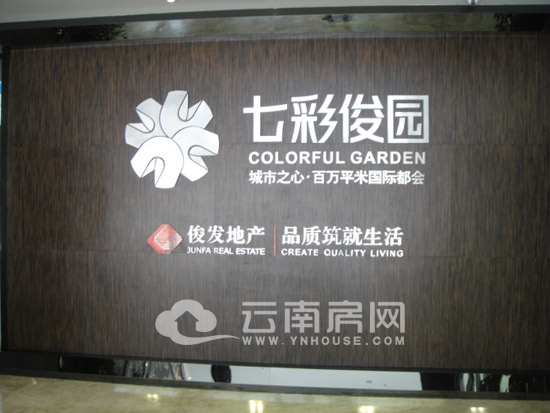 七彩俊园
COLORFUL GARDEN
城市之心·百万平米国际都会
俊发地产 品质筑就生活
JUNFA REAL ESTATE CREATE QUALITY LIVING
云南房网
WWW.YNHOUSE.COM